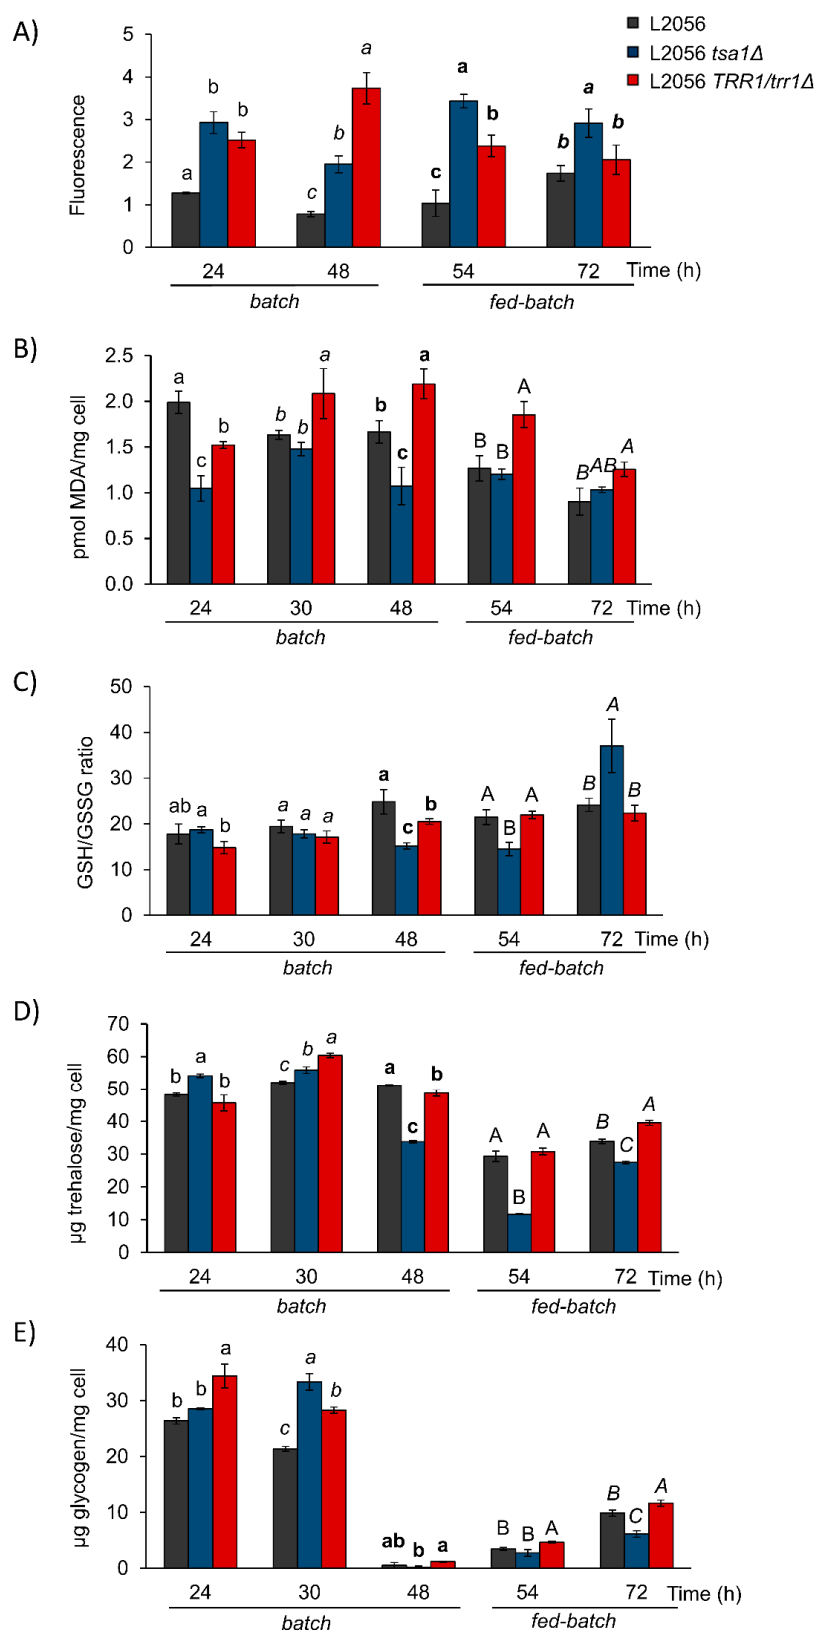 A)
L2056
L2056 tsa1Δ
L2056 TRR1/trr1Δ
Fluorescence
5
4
3
2
1
0
a b b
c b a
c a b
b a b
24 48 54 72 Time (h)
batch fed-batch
B)
pmol MDA/mg cell
2.5
2.0
1.5
1.0
0.5
0.0
a c b
b b a
b c a
B B A
B AB A
24 30 48 54 72 Time (h)
batch fed-batch
C)
GSH/GSSG ratio
50
40
30
20
10
0
ab a b
a a a
a c b
A B A
B A B
24 30 48 54 72 Time (h)
batch fed-batch
D)
µg trehalose/mg cell
70
60
50
40
30
20
10
0
b a b
c b a
a c b
A B A
B C A
24 30 48 54 72 Time (h)
batch fed-batch
E)
µg glycogen/mg cell
40
30
20
10
0
b b a
c a b
ab b a
B B A
B C A
24 30 48 54 72 Time (h)
batch fed-batch